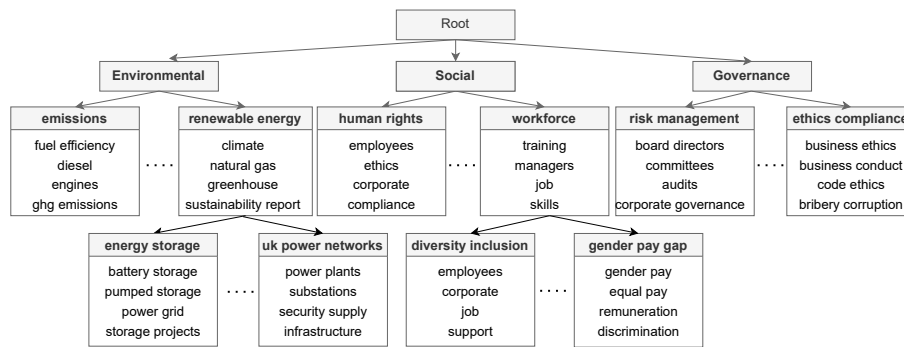 Root
Environmental
Social
Governance
emissions
fuel efficiency
diesel
engines
ghg emissions
. . . .
renewable energy
climate
natural gas
greenhouse
sustainability report
human rights
employees
ethics
corporate
compliance
. . . .
workforce
training
managers
job
skills
risk management
board directors
committees
audits
corporate governance
. . . .
ethics compliance
business ethics
business conduct
code ethics
bribery corruption
energy storage
battery storage
pumped storage
power grid
storage projects
. . . .
uk power networks
power plants
substations
security supply
infrastructure
diversity inclusion
employees
corporate
job
support
. . . .
gender pay gap
gender pay
equal pay
remuneration
discrimination